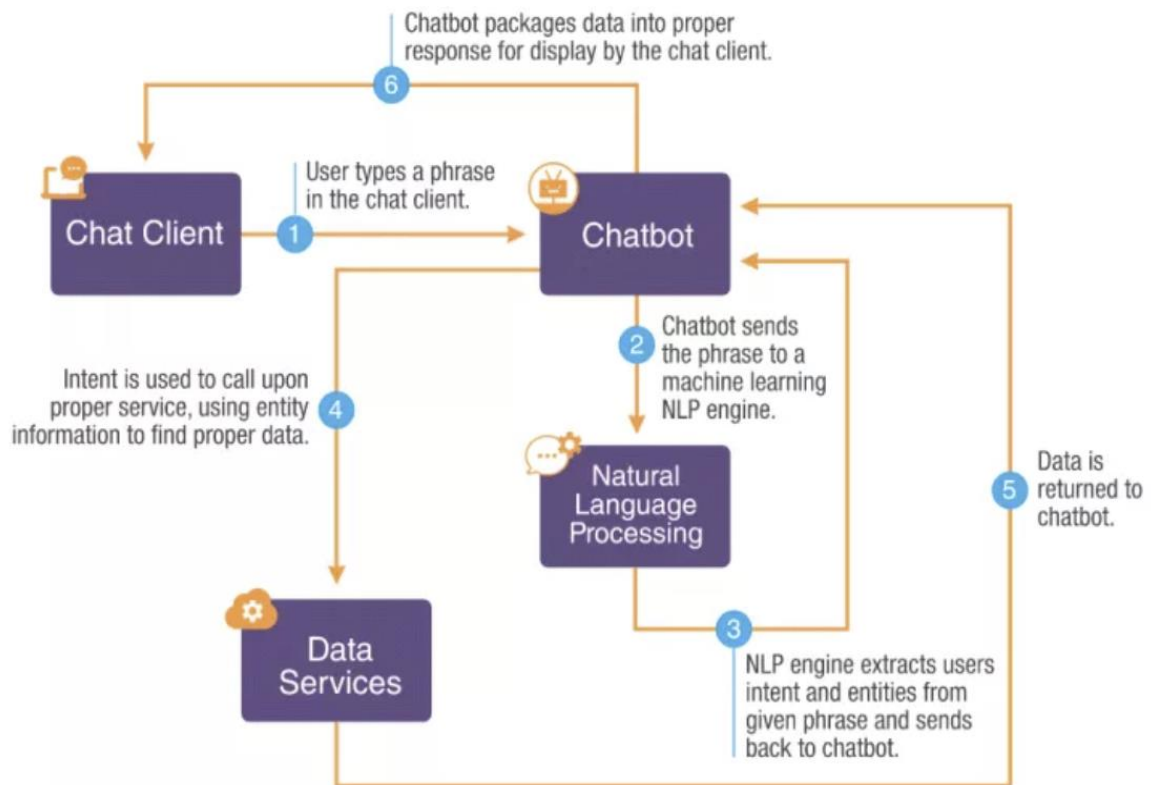 Chatbot packages data into proper
response for display by the chat client.
6
User types a phrase
in the chat client.
Chat Client
1
Chatbot
2
Chatbot sends
the phrase to a
machine learning
NLP engine.
Intent is used to call upon
proper service, using entity
information to find proper data.
4
Natural
Language
Processing
5
Data is
returned to
chatbot.
Data
Services
3
NLP engine extracts users
intent and entities from
given phrase and sends
back to chatbot.